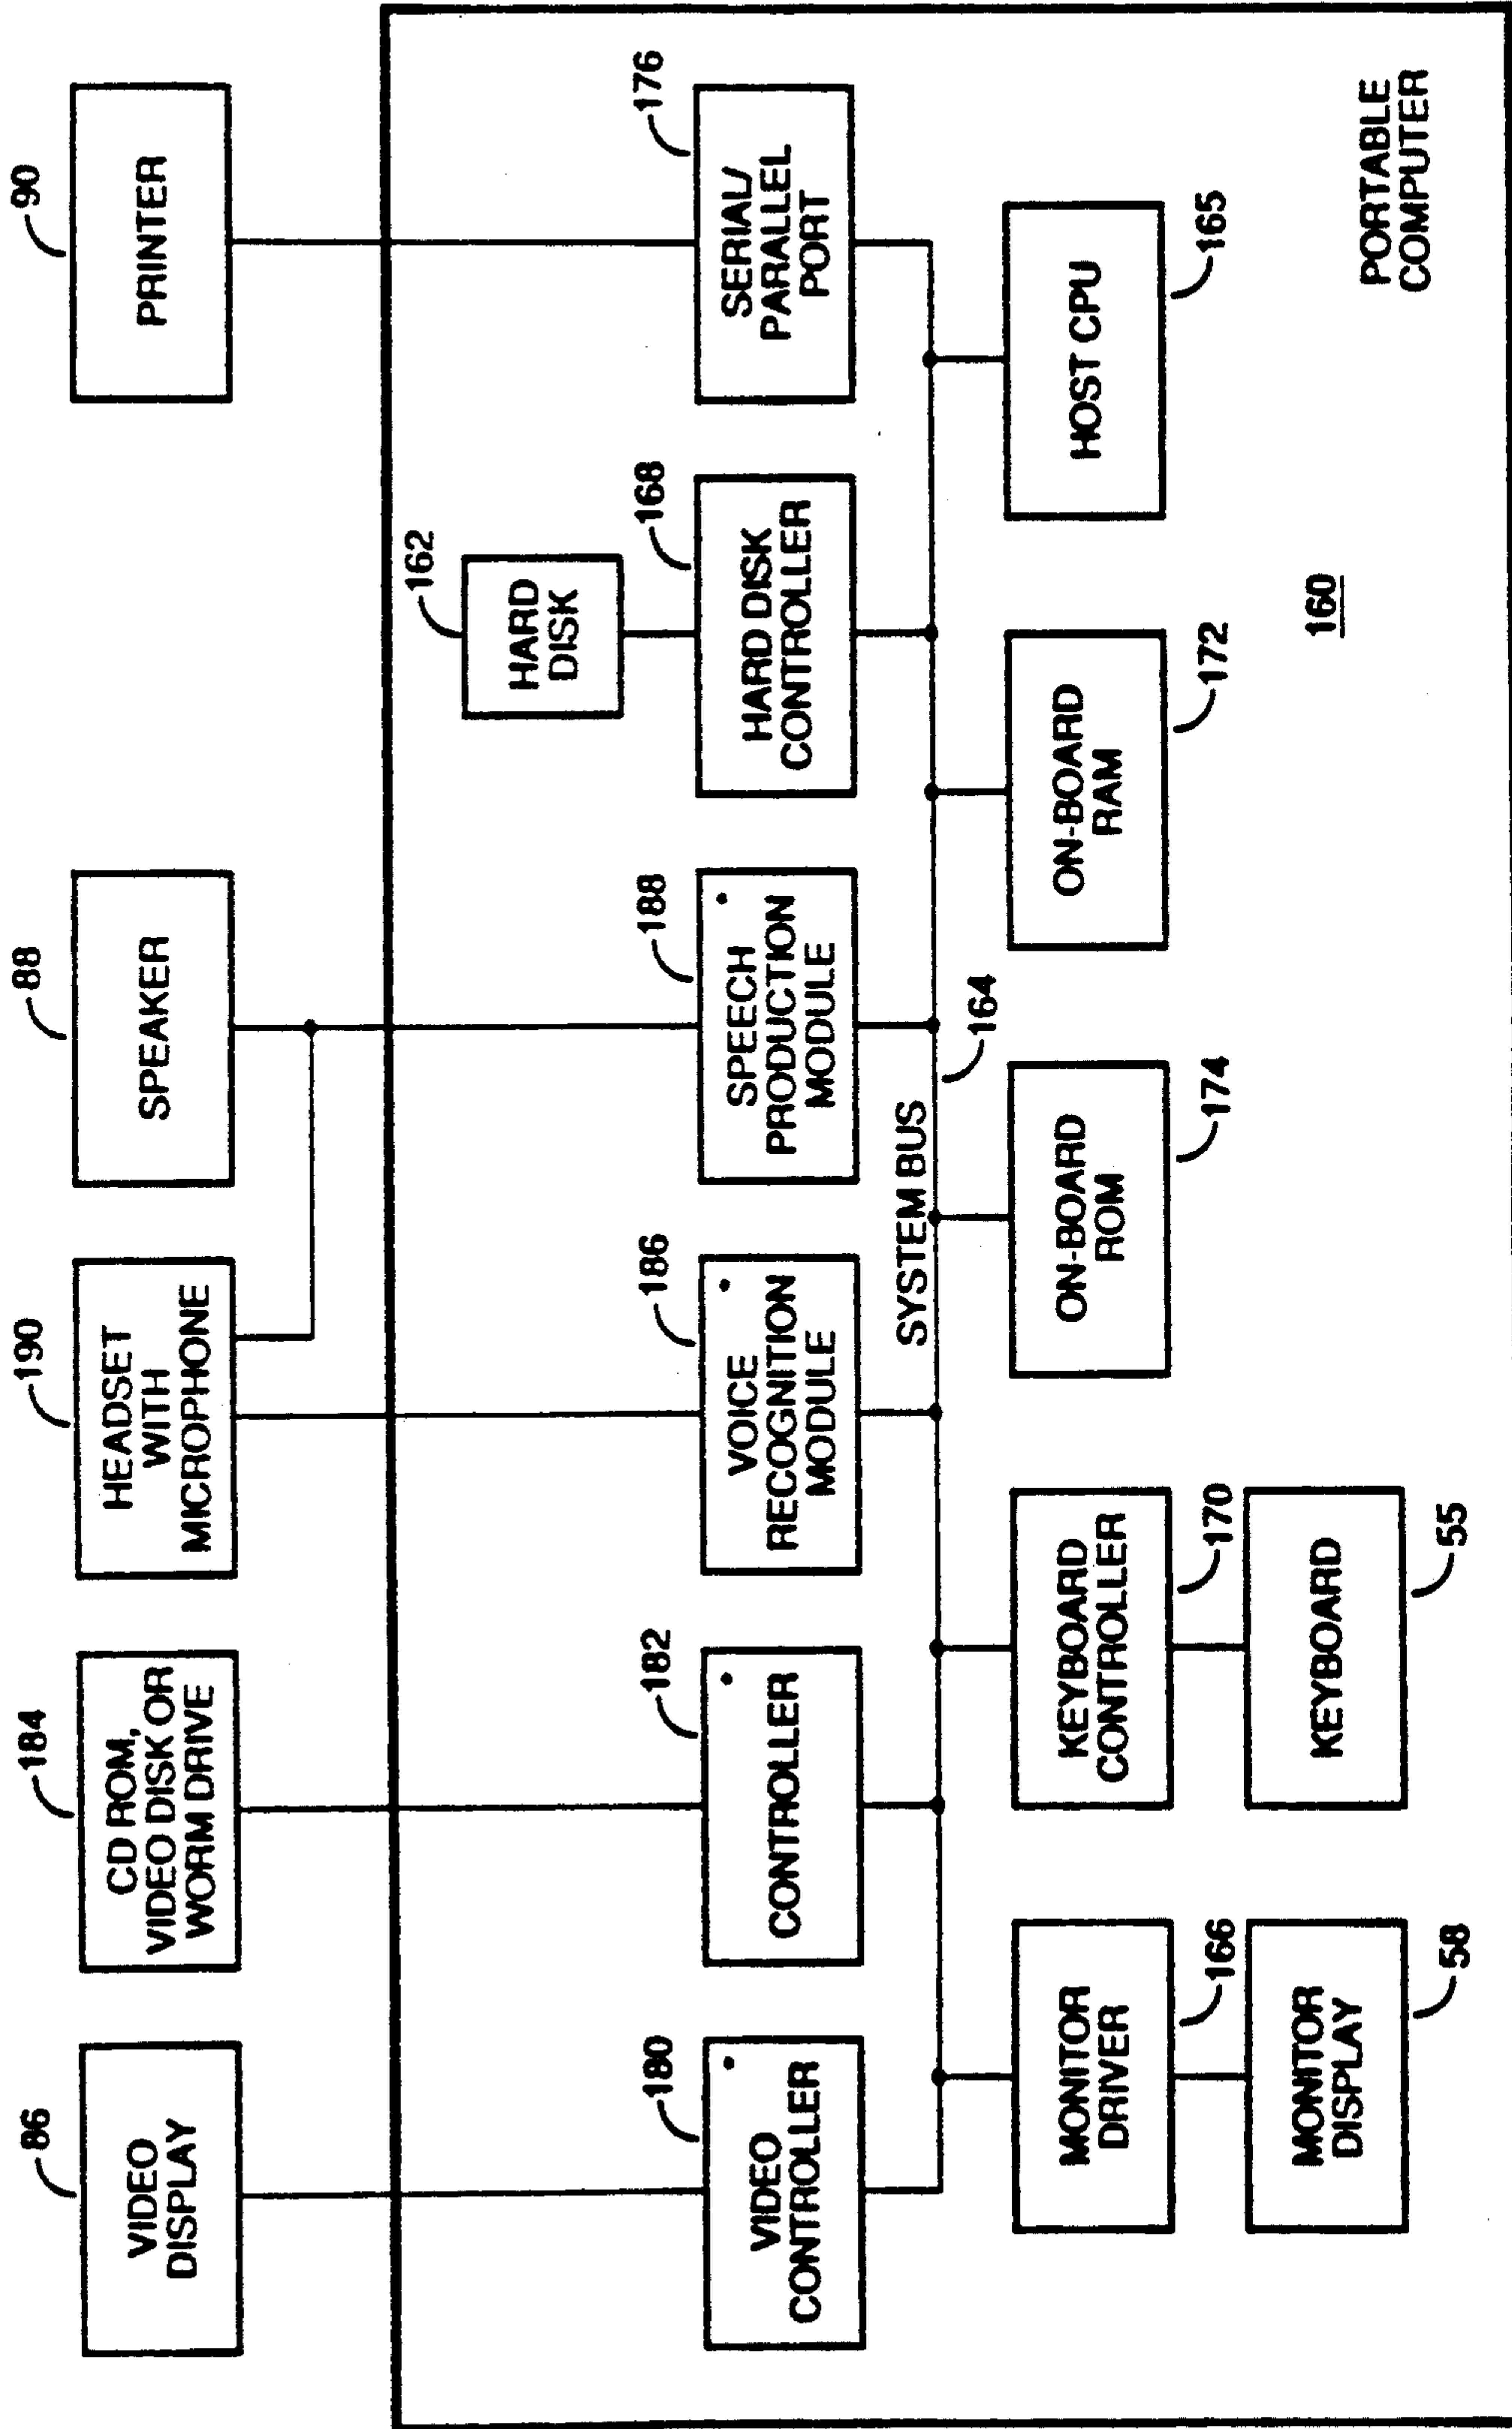 86
VIDEO
DISPLAY
184
CD ROM,
VIDEO DISK OR
WORM DRIVE
190
HEADSET
WITH
MICROPHONE
88
SPEAKER
90
PRINTER
162
HARD
DISK
180
VIDEO
CONTROLLER
182
CONTROLLER
186
VOICE
RECOGNITION
MODULE
188
SPEECH
PRODUCTION
MODULE
168
HARD DISK
CONTROLLER
176
SERIAL/
PARALLEL
PORT
SYSTEM BUS
164
MONITOR
DRIVER
166
KEYBOARD
CONTROLLER
170
ON-BOARD
ROM
174
ON-BOARD
RAM
172
HOST CPU
165
MONITOR
DISPLAY
58
KEYBOARD
55
160
PORTABLE
COMPUTER